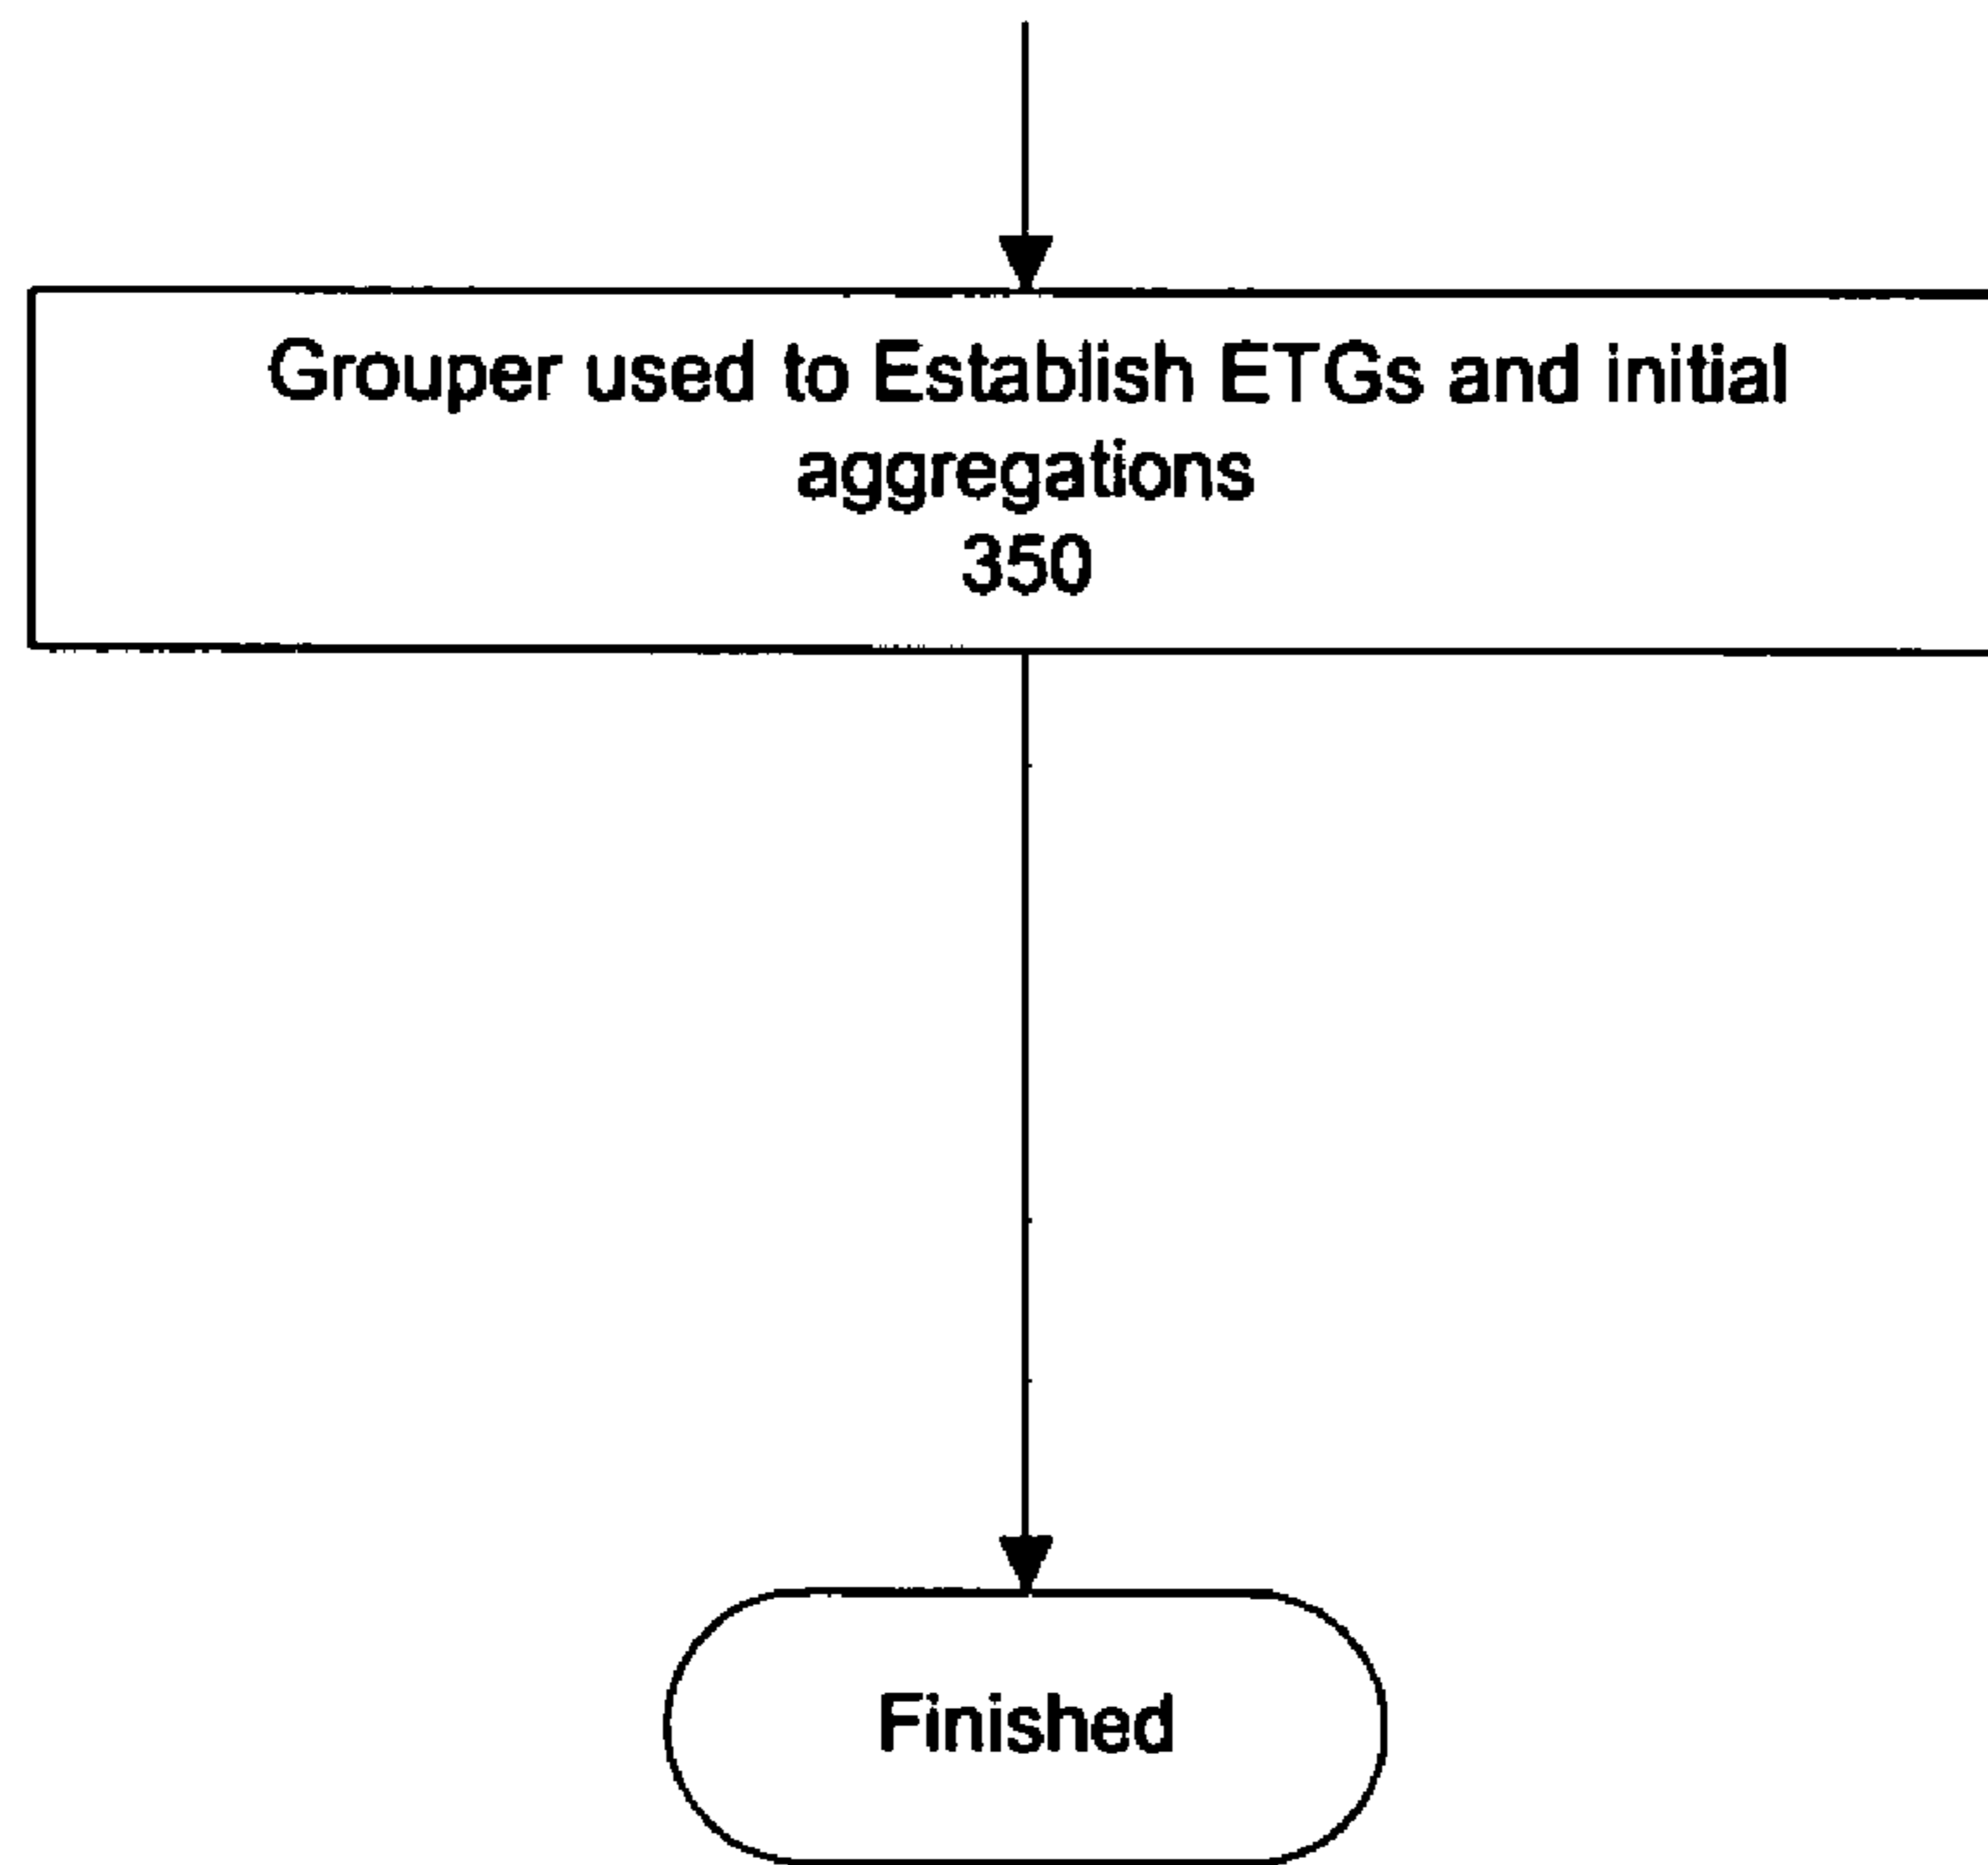 Grouper used to Establish ETGs and initial
aggregations
350
Finished